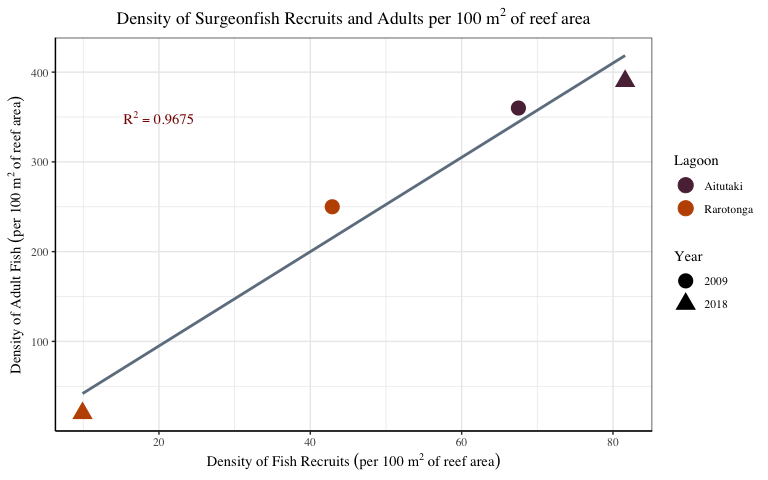 Density of Surgeonfish Recruits and Adults per 100 m² of reef area
Density of Adult Fish (per 100 m² of reef area)
400
300
200
100
R² = 0.9675
20
40
60
80
Density of Fish Recruits (per 100 m² of reef area)
Lagoon
Aitutaki
Rarotonga
Year
2009
2018